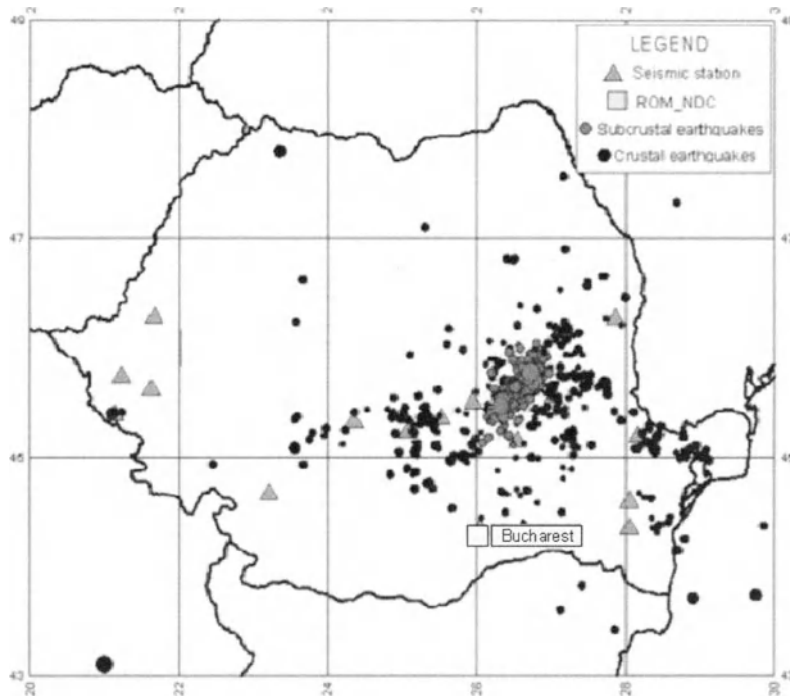 49
LEGEND
Seismic station
ROM_NDC
Subcrustal earthquakes
Crustal earthquakes
47
45
Bucharest
43
20
22
24
26
28
30